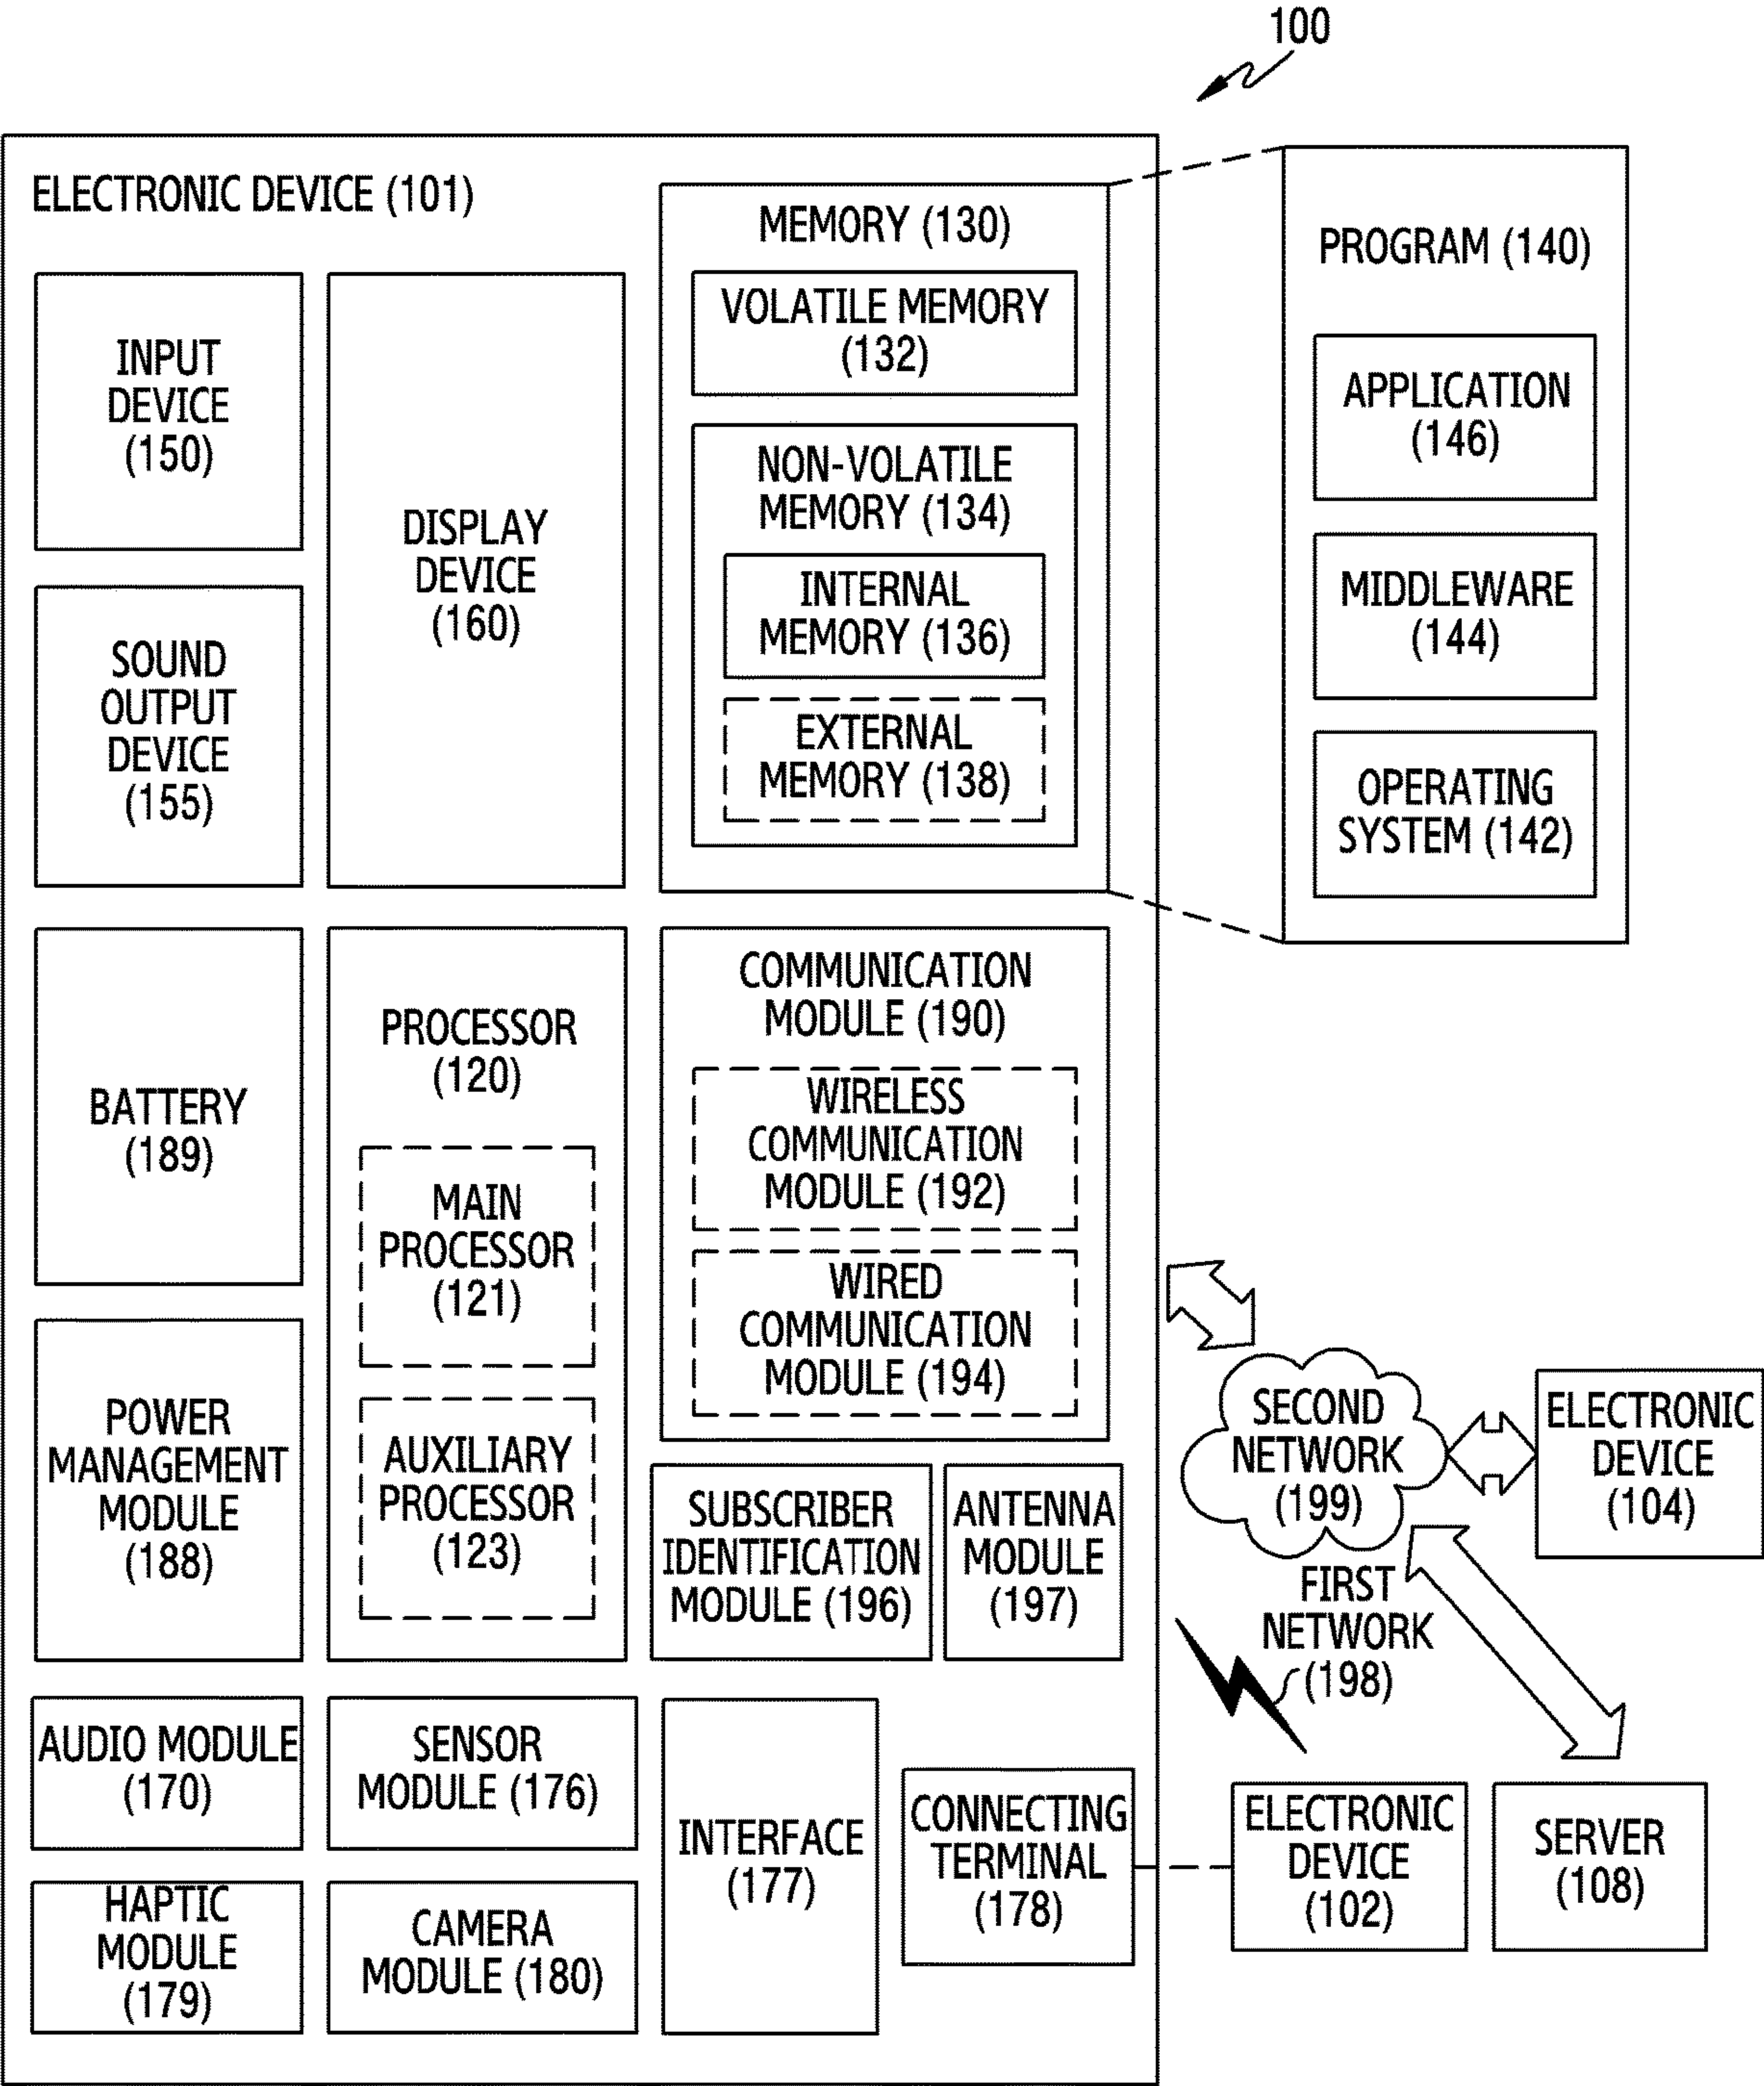 100
ELECTRONIC DEVICE (101)
INPUT
DEVICE
(150)
SOUND
OUTPUT
DEVICE
(155)
DISPLAY
DEVICE
(160)
MEMORY (130)
VOLATILE MEMORY
(132)
NON-VOLATILE
MEMORY (134)
INTERNAL
MEMORY (136)
EXTERNAL
MEMORY (138)
PROGRAM (140)
APPLICATION
(146)
MIDDLEWARE
(144)
OPERATING
SYSTEM (142)
BATTERY
(189)
POWER
MANAGEMENT
MODULE
(188)
PROCESSOR
(120)
MAIN
PROCESSOR
(121)
AUXILIARY
PROCESSOR
(123)
COMMUNICATION
MODULE (190)
WIRELESS
COMMUNICATION
MODULE (192)
WIRED
COMMUNICATION
MODULE (194)
SUBSCRIBER
IDENTIFICATION
MODULE (196)
ANTENNA
MODULE
(197)
SECOND
NETWORK
(199)
ELECTRONIC
DEVICE
(104)
FIRST
NETWORK
(198)
AUDIO MODULE
(170)
SENSOR
MODULE (176)
INTERFACE
(177)
CONNECTING
TERMINAL
(178)
ELECTRONIC
DEVICE
(102)
SERVER
(108)
HAPTIC
MODULE
(179)
CAMERA
MODULE (180)